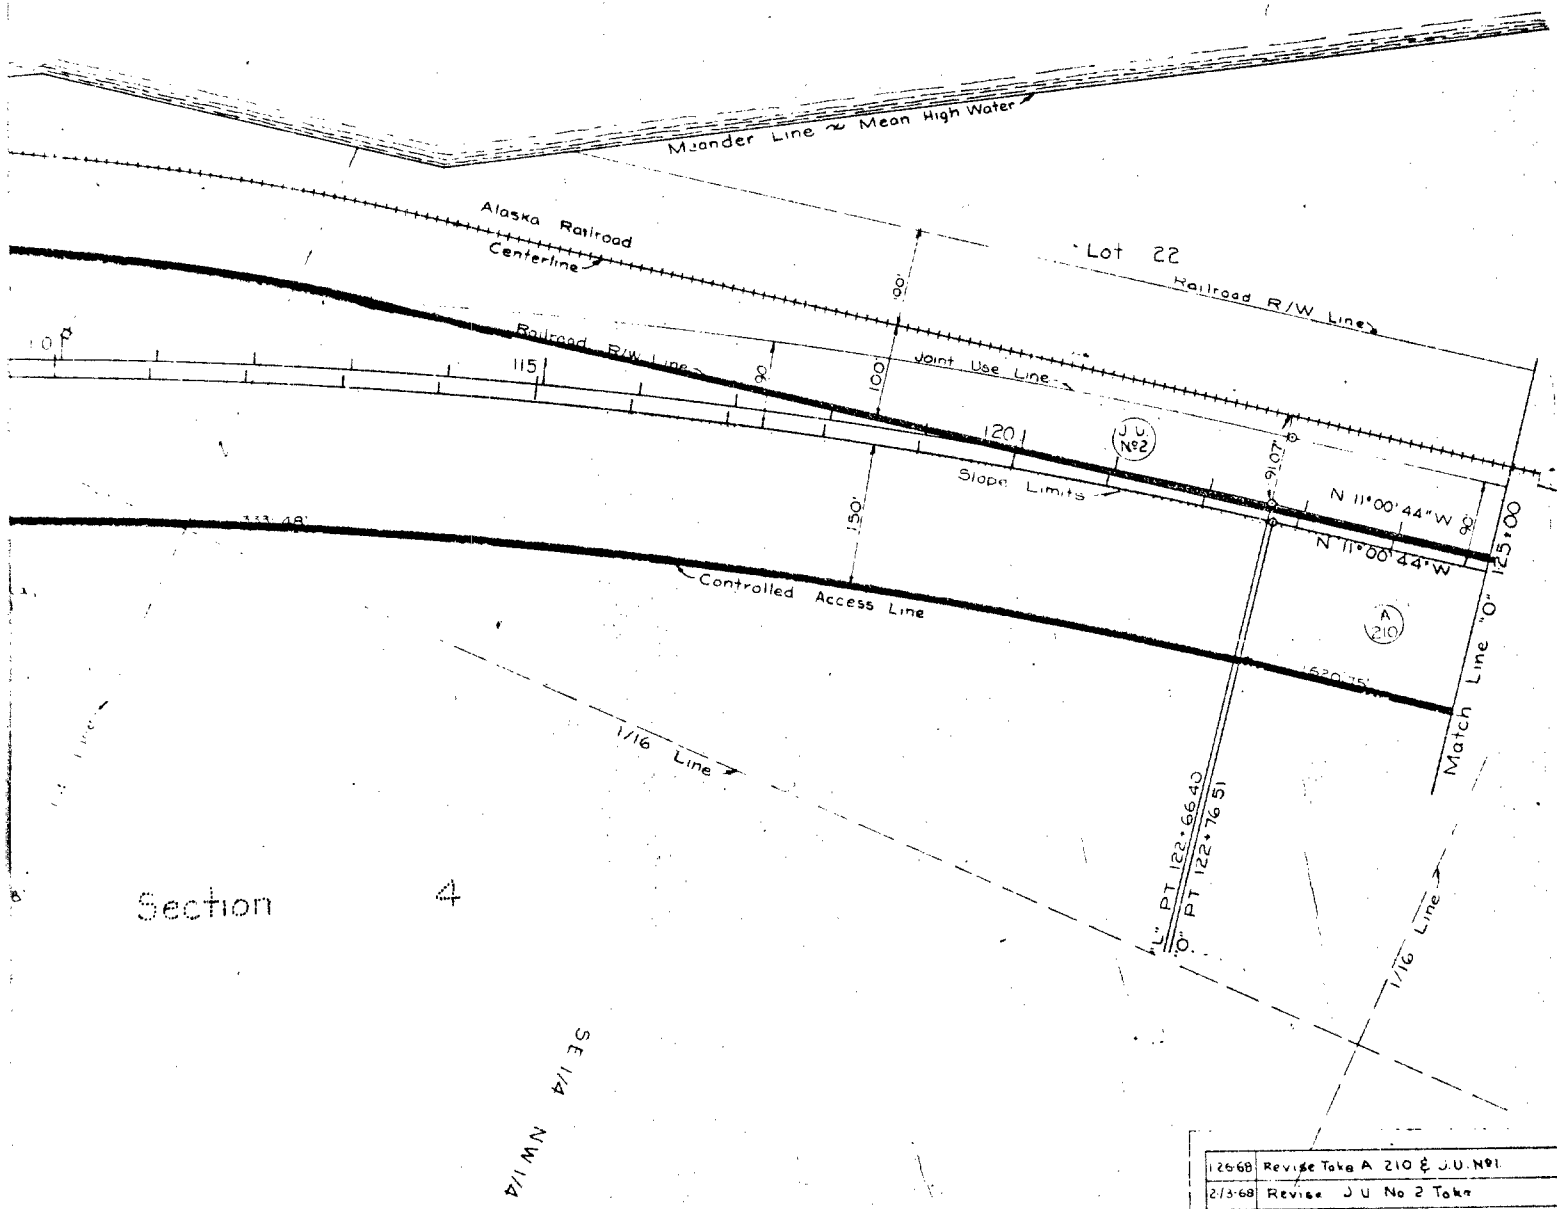 Meander Line ~ Mean High Water
Alaska Railroad
Centerline
Lot 22
Railroad R/W Line
100'
Railroad R/W Line
Joint Use Line
90'
115
120
J.U.
Nº2
91.07'
Slope Limits
N 11°00'44" W
N 11°00'44" W
90'
125+00
150'
333.48'
Controlled Access Line
A
210
1620.75'
Match Line "O"
1/16 Line
"L" PT 122+66.40
"O" PT 122+76.51
1/16 Line
Section 4
SE 1/4 NW 1/4
1-26-68 Revise Take A 210 & J.U. Nº1
2/3-68 Revise J U No 2 Take